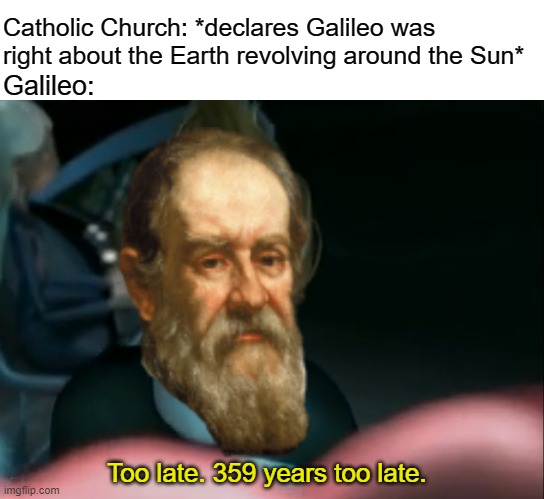 Catholic Church: *declares Galileo was
right about the Earth revolving around the Sun*
Galileo:
Too late. 359 years too late.
imgflip.com